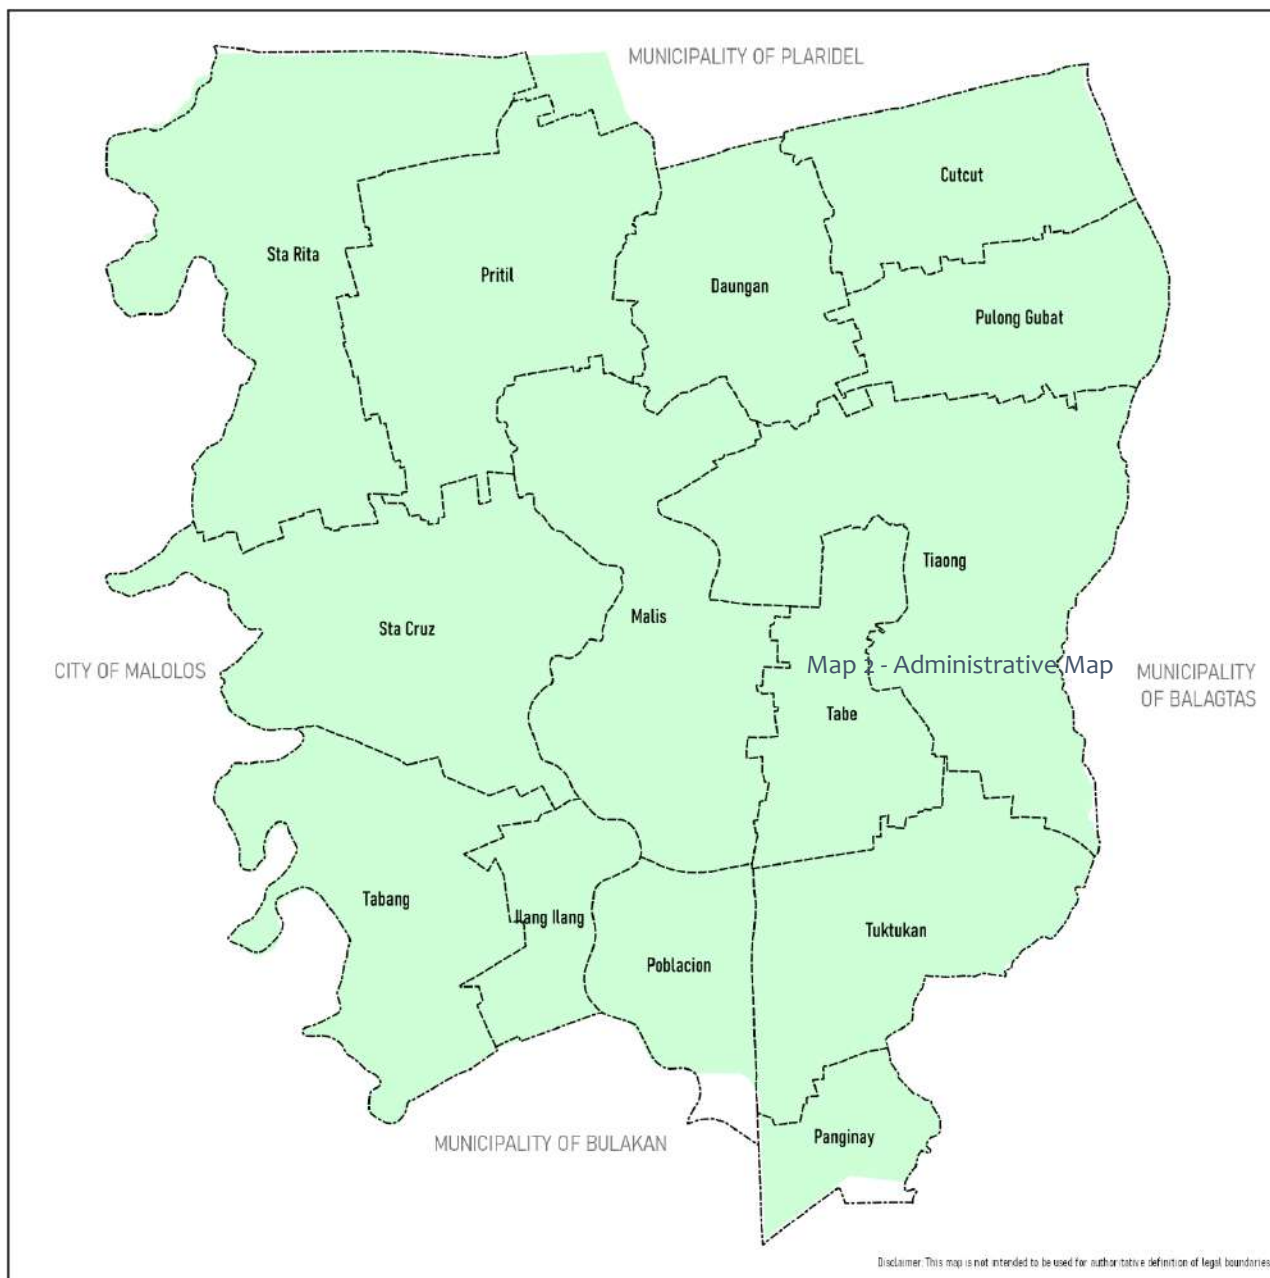 MUNICIPALITY OF PLARIDEL
Cutcut
Sta Rita
Pritil
Daungan
Pulong Gubat
Tiaong
Malis
Sta Cruz
CITY OF MALOLOS
Map 2 - Administrative Map
MUNICIPALITY
OF BALAGTAS
Tabe
Tabang
Ilang Ilang
Tuktukan
Poblacion
Panginay
MUNICIPALITY OF BULAKAN
Disclaimer: This map is not intended to be used for authoritative definition of legal boundaries